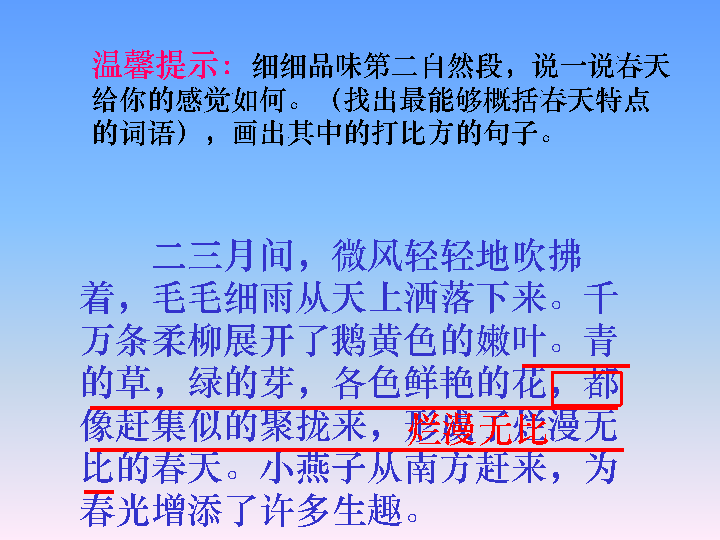 温馨提示：细细品味第二自然段，说一说春天
给你的感觉如何。（找出最能够概括春天特点
的词语），画出其中的打比方的句子。
二三月间，微风轻轻地吹拂
着，毛毛细雨从天上洒落下来。千
万条柔柳展开了鹅黄色的嫩叶。青
的草，绿的芽，各色鲜艳的花，都
像赶集似的聚拢来，形成了烂漫无
烂漫无比
比的春天。小燕子从南方赶来，为
春光增添了许多生趣。